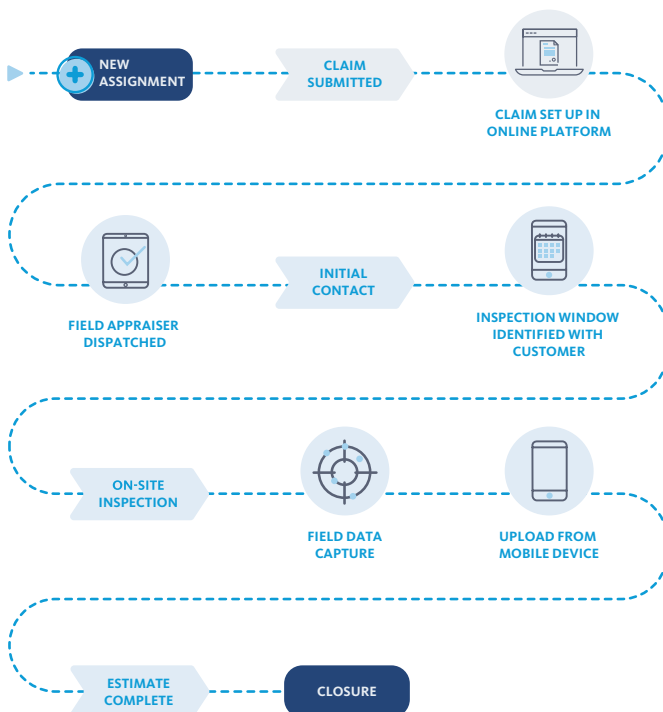 NEW
ASSIGNMENT
CLAIM
SUBMITTED
CLAIM SET UP IN
ONLINE PLATFORM
FIELD APPRAISER
DISPATCHED
INITIAL
CONTACT
INSPECTION WINDOW
IDENTIFIED WITH
CUSTOMER
ON-SITE
INSPECTION
FIELD DATA
CAPTURE
UPLOAD FROM
MOBILE DEVICE
ESTIMATE
COMPLETE
CLOSURE